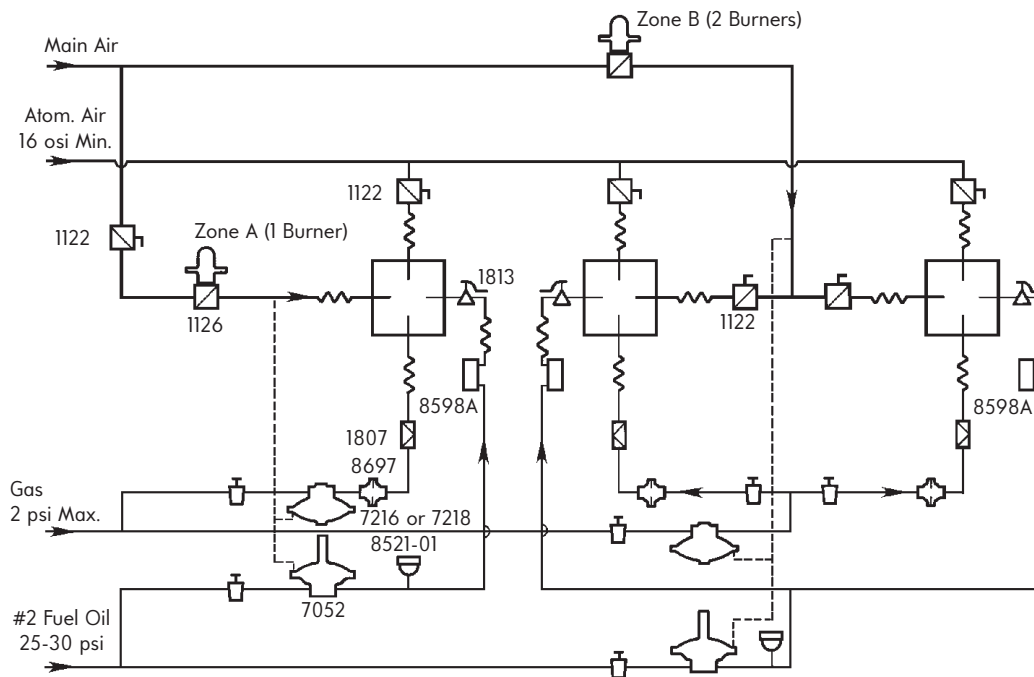 Zone B (2 Burners)
Main Air
Atom. Air
16 osi Min.
1122
1122
Zone A (1 Burner)
1813
1126
1122
8598A
8598A
1807
8697
Gas
2 psi Max.
7216 or 7218
8521-01
7052
#2 Fuel Oil
25-30 psi